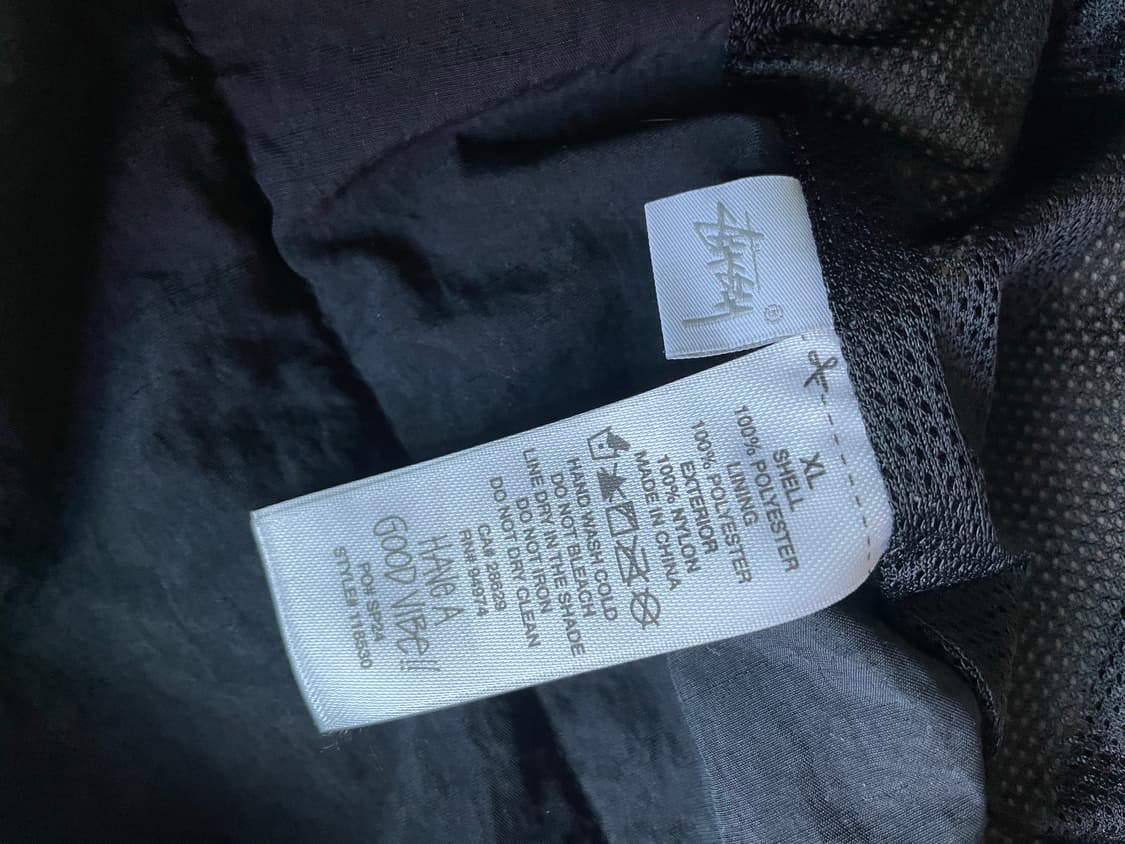 Stüssy ®
XL
SHELL
100% POLYESTER
LINING
100% POLYESTER
EXTERIOR
100% NYLON
MADE IN CHINA
HAND WASH COLD
DO NOT BLEACH
LINE DRY IN THE SHADE
DO NOT IRON
DO NOT DRY CLEAN
CA# 28829
RN# 94974
HAVE A
GOOD VIBE!!
PO# SP24
STYLE# 118530